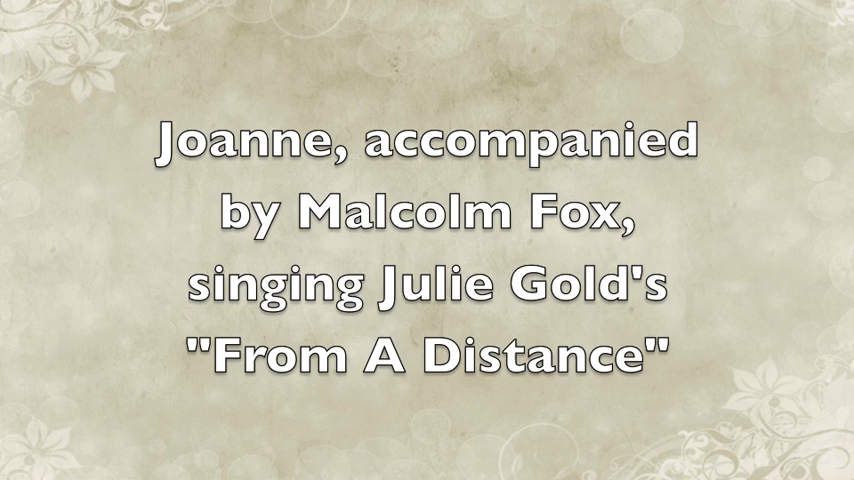 Joanne, accompanied
by Malcolm Fox,
singing Julie Gold's
"From A Distance"